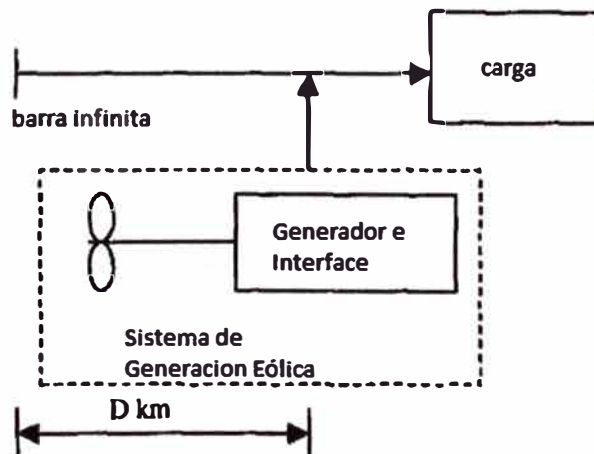 carga
barra infinita
Generador e
Interface
Sistema de
Generacion Eólica
D km